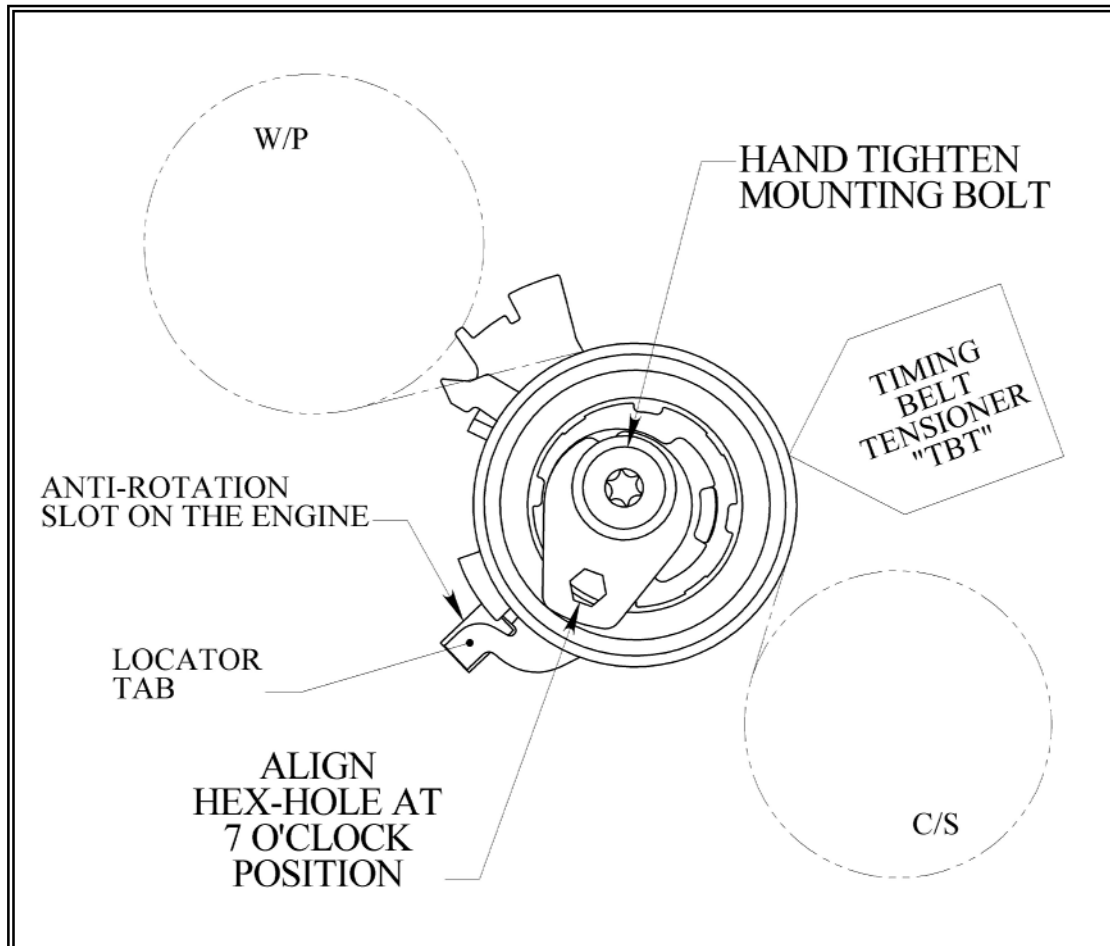 W/P
HAND TIGHTEN
MOUNTING BOLT
TIMING
BELT
TENSIONER
"TBT"
ANTI-ROTATION
SLOT ON THE ENGINE
LOCATOR
TAB
ALIGN
HEX-HOLE AT
7 O'CLOCK
POSITION
C/S